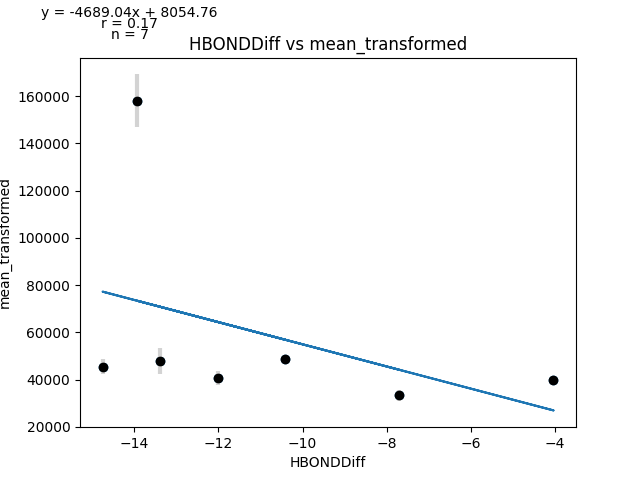 y = -4689.04x + 8054.76
r = 0.17
n = 7
HBONDDiff vs mean_transformed
160000
140000
120000
100000
80000
60000
40000
20000
mean_transformed
−14
−12
−10
−8
−6
−4
HBONDDiff